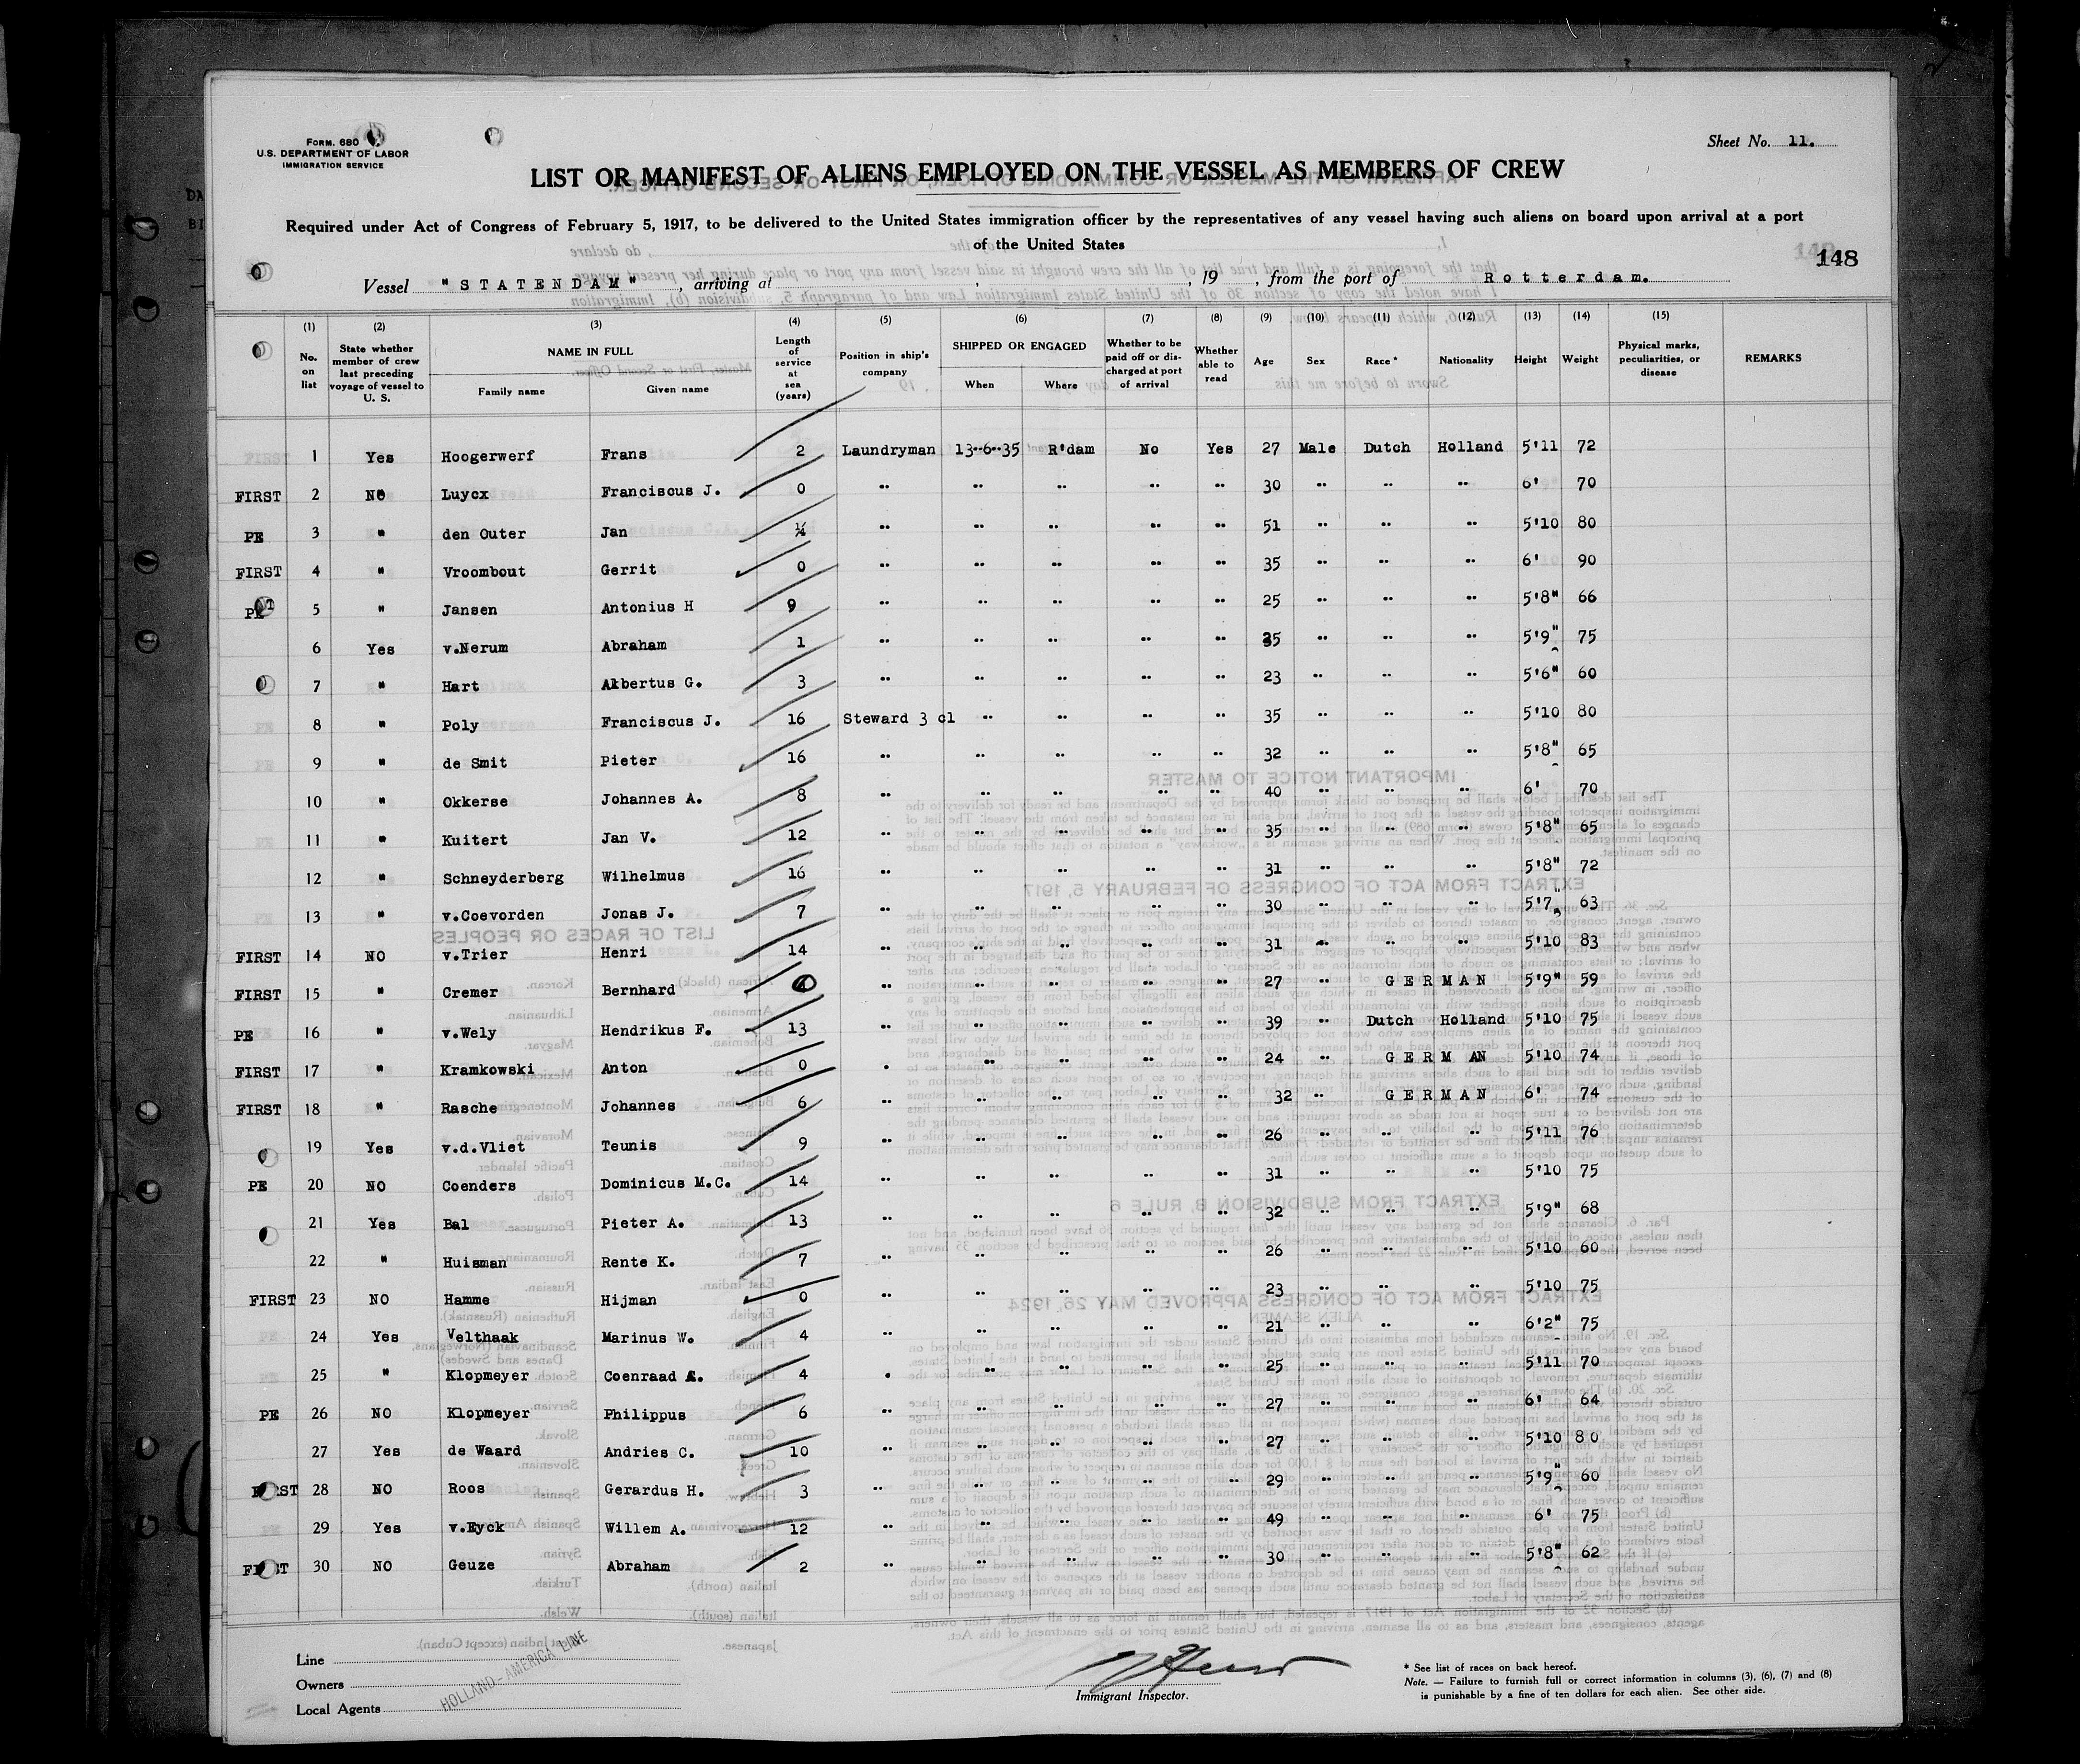 Form. 680
U.S. DEPARTMENT OF LABOR
IMMIGRATION SERVICE
Sheet No. 11.
LIST OR MANIFEST OF ALIENS EMPLOYED ON THE VESSEL AS MEMBERS OF CREW
Required under Act of Congress of February 5, 1917, to be delivered to the United States immigration officer by the representatives of any vessel having such aliens on board upon arrival at a port
of the United States
148
Vessel "STATENDAM", arriving at , , 19 , from the port of Rotterdam.
(1) (2) (3) (4) (5) (6) (7) (8) (9) (10) (11) (12) (13) (14) (15)
No. on list State whether member of crew last preceding voyage of vessel to U. S. NAME IN FULL Family name Given name Length of service at sea (years) Position in ship's company SHIPPED OR ENGAGED When Where Whether to be paid off or discharged at port of arrival Whether able to read Age Sex Race* Nationality Height Weight Physical marks, peculiarities, or disease REMARKS
1 Yes Hoogerwerf Frans 2 Laundryman 13-6-35 R'dam No Yes 27 Male Dutch Holland 5'11 72
FIRST 2 NO Luycx Franciscus J. 0 " " " " " 30 " " " 6' 70
PE 3 " den Outer Jan ¼ " " " " " 51 " " " 5'10 80
FIRST 4 " Vroombout Gerrit 0 " " " " " 35 " " " 6' 90
PE 5 " Jansen Antonius H 9 " " " " " 25 " " " 5'8" 66
6 Yes v.Nerum Abraham 1 " " " " " 35 " " " 5'9" 75
7 " Hart Albertus G. 3 " " " " " 23 " " " 5'6" 60
8 " Poly Franciscus J. 16 Steward 3 cl " " " " 35 " " " 5'10 80
9 " de Smit Pieter 16 " " " " " 32 " " " 5'8" 65
10 " Okkerse Johannes A. 8 " " " " " 40 " " " 6' 70
11 " Kuitert Jan V. 12 " " " " " 35 " " " 5'8" 65
12 " Schneyderberg Wilhelmus 16 " " " " " 31 " " " 5'8" 72
13 " v.Coevorden Jonas J. 7 " " " " " 30 " " " 5'7" 63
FIRST 14 NO v.Trier Henri 14 " " " " " 31 " " " 5'10 83
FIRST 15 " Cremer Bernhard 0 " " " " " 27 " GERMAN 5'9" 59
PE 16 " v.Wely Hendrikus F. 13 " " " " " 39 " Dutch Holland 5'10 75
FIRST 17 " Kramkowski Anton 0 " " " " " 24 " GERMAN 5'10 74
FIRST 18 " Rasche Johannes 6 " " " " " 32 " GERMAN 6' 74
19 Yes v.d.Vliet Teunis 9 " " " " " 26 " " " 5'11 76
PE 20 NO Coenders Dominicus M.C. 14 " " " " " 31 " " " 5'10 75
21 Yes Bal Pieter A. 13 " " " " " 32 " " " 5'9" 68
22 " Huisman Rente K. 7 " " " " " 26 " " " 5'10 60
FIRST 23 NO Hamme Hijman 0 " " " " " 23 " " " 5'10 75
24 Yes Velthaak Marinus W. 4 " " " " " 21 " " " 6'2" 75
25 " Klopmeyer Coenraad 4 " " " " " 25 " " " 5'11 70
PE 26 NO Klopmeyer Philippus 6 " " " " " 27 " " " 6' 64
27 Yes de Waard Andries C. 10 " " " " " 27 " " " 5'10 80
FIRST 28 NO Roos Gerardus H. 3 " " " " " 29 " " " 5'9" 60
29 Yes v.Eyck Willem A. 12 " " " " " 49 " " " 6' 75
FIRST 30 NO Geuze Abraham 2 " " " " " 30 " " " 5'8" 62
Line
Owners
Local Agents
HOLLAND-AMERICA LINE
Immigrant Inspector.
* See list of races on back hereof.
Note. — Failure to furnish full or correct information in columns (3), (6), (7) and (8)
is punishable by a fine of ten dollars for each alien. See other side.